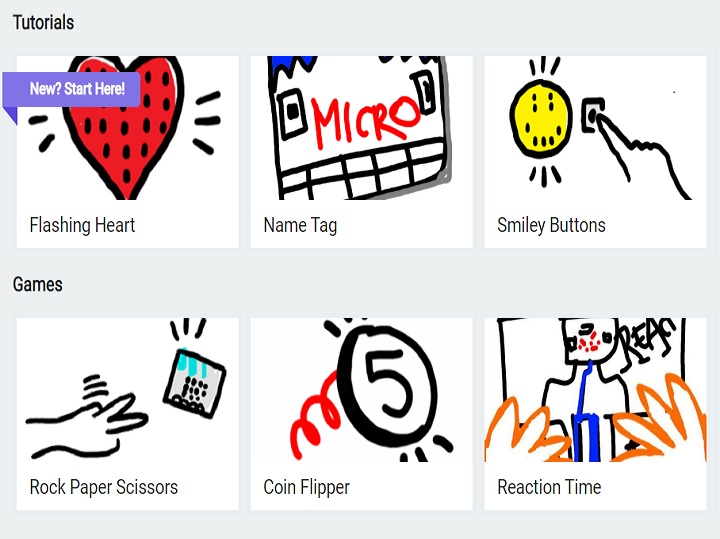 Tutorials
New? Start Here!
MICRO
Flashing Heart
Name Tag
Smiley Buttons
Games
5
REAC
Rock Paper Scissors
Coin Flipper
Reaction Time